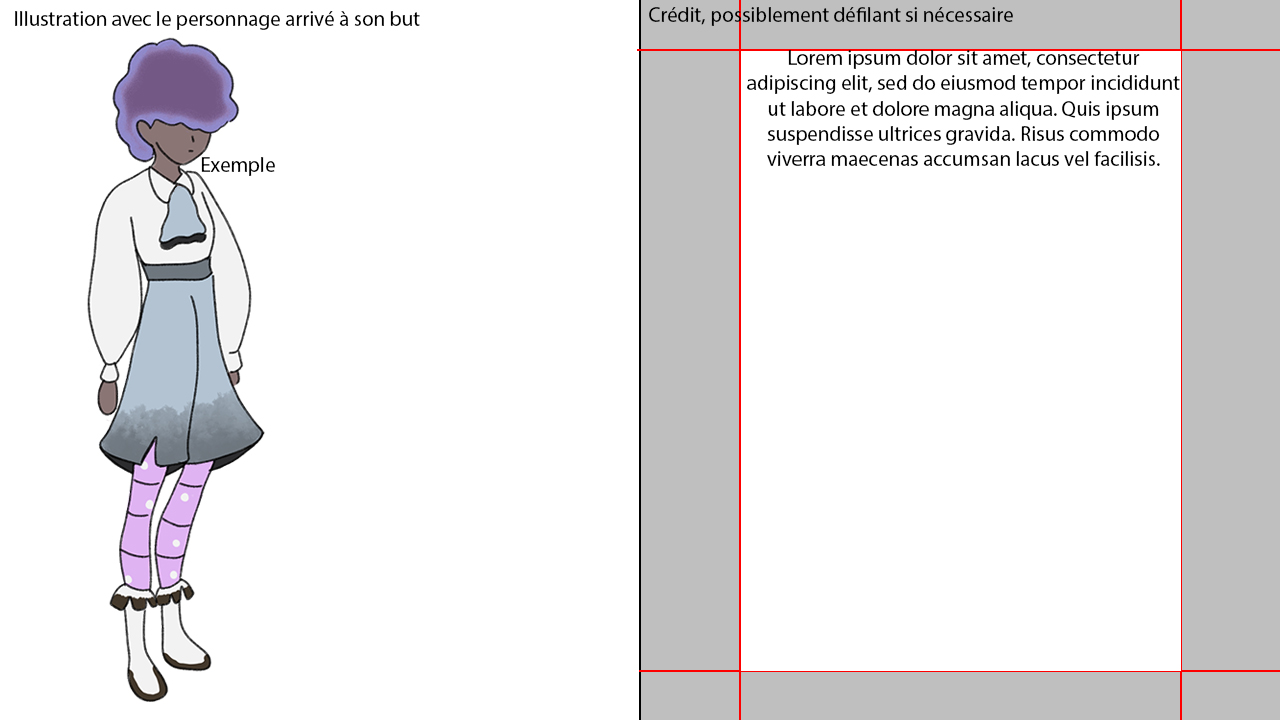 Illustration avec le personnage arrivé à son but
Exemple
Crédit, possiblement défilant si nécessaire
Lorem ipsum dolor sit amet, consectetur
adipiscing elit, sed do eiusmod tempor incididunt
ut labore et dolore magna aliqua. Quis ipsum
suspendisse ultrices gravida. Risus commodo
viverra maecenas accumsan lacus vel facilisis.